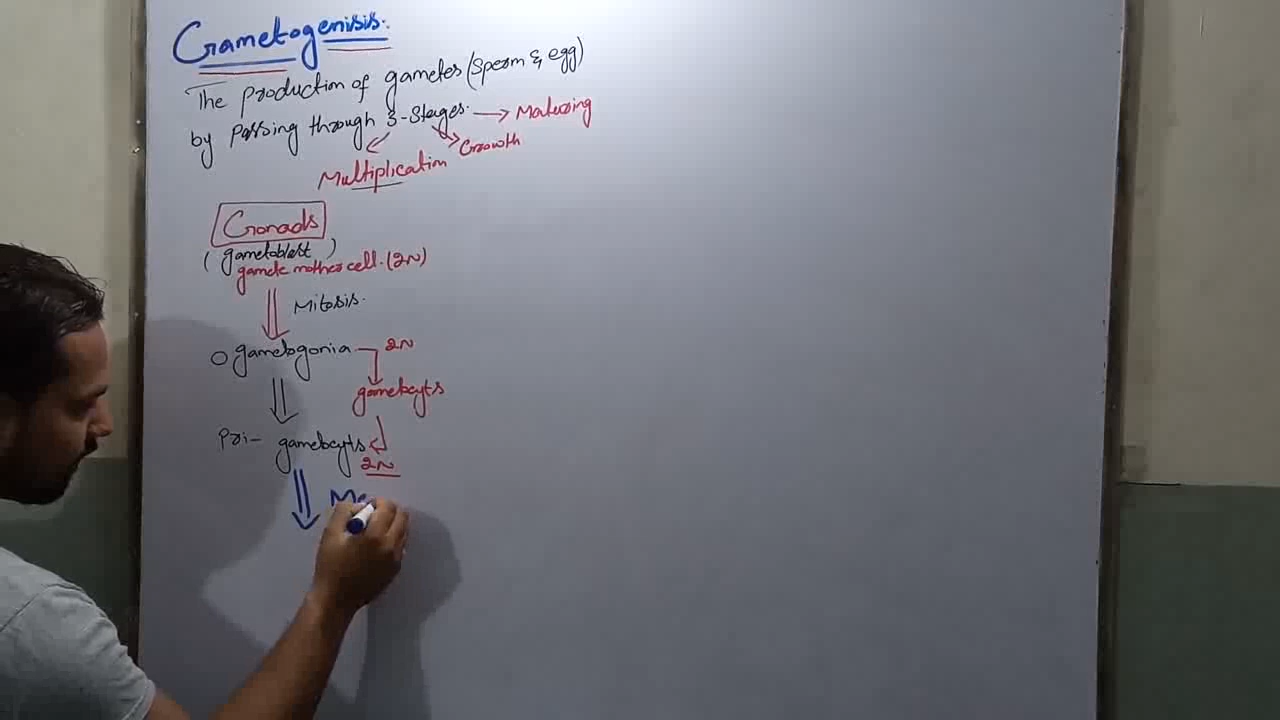 Gametogenisis:
The production of gametes (Sperm & egg)
by passing through 3-Stages. → Maturing
Growth
Multiplication
Gonads
(gametoblast)
gamete mother cell. (2N)
Mitosis.
gametogonia 2N
gametocyts
Pri- gametocyts
2N
Me